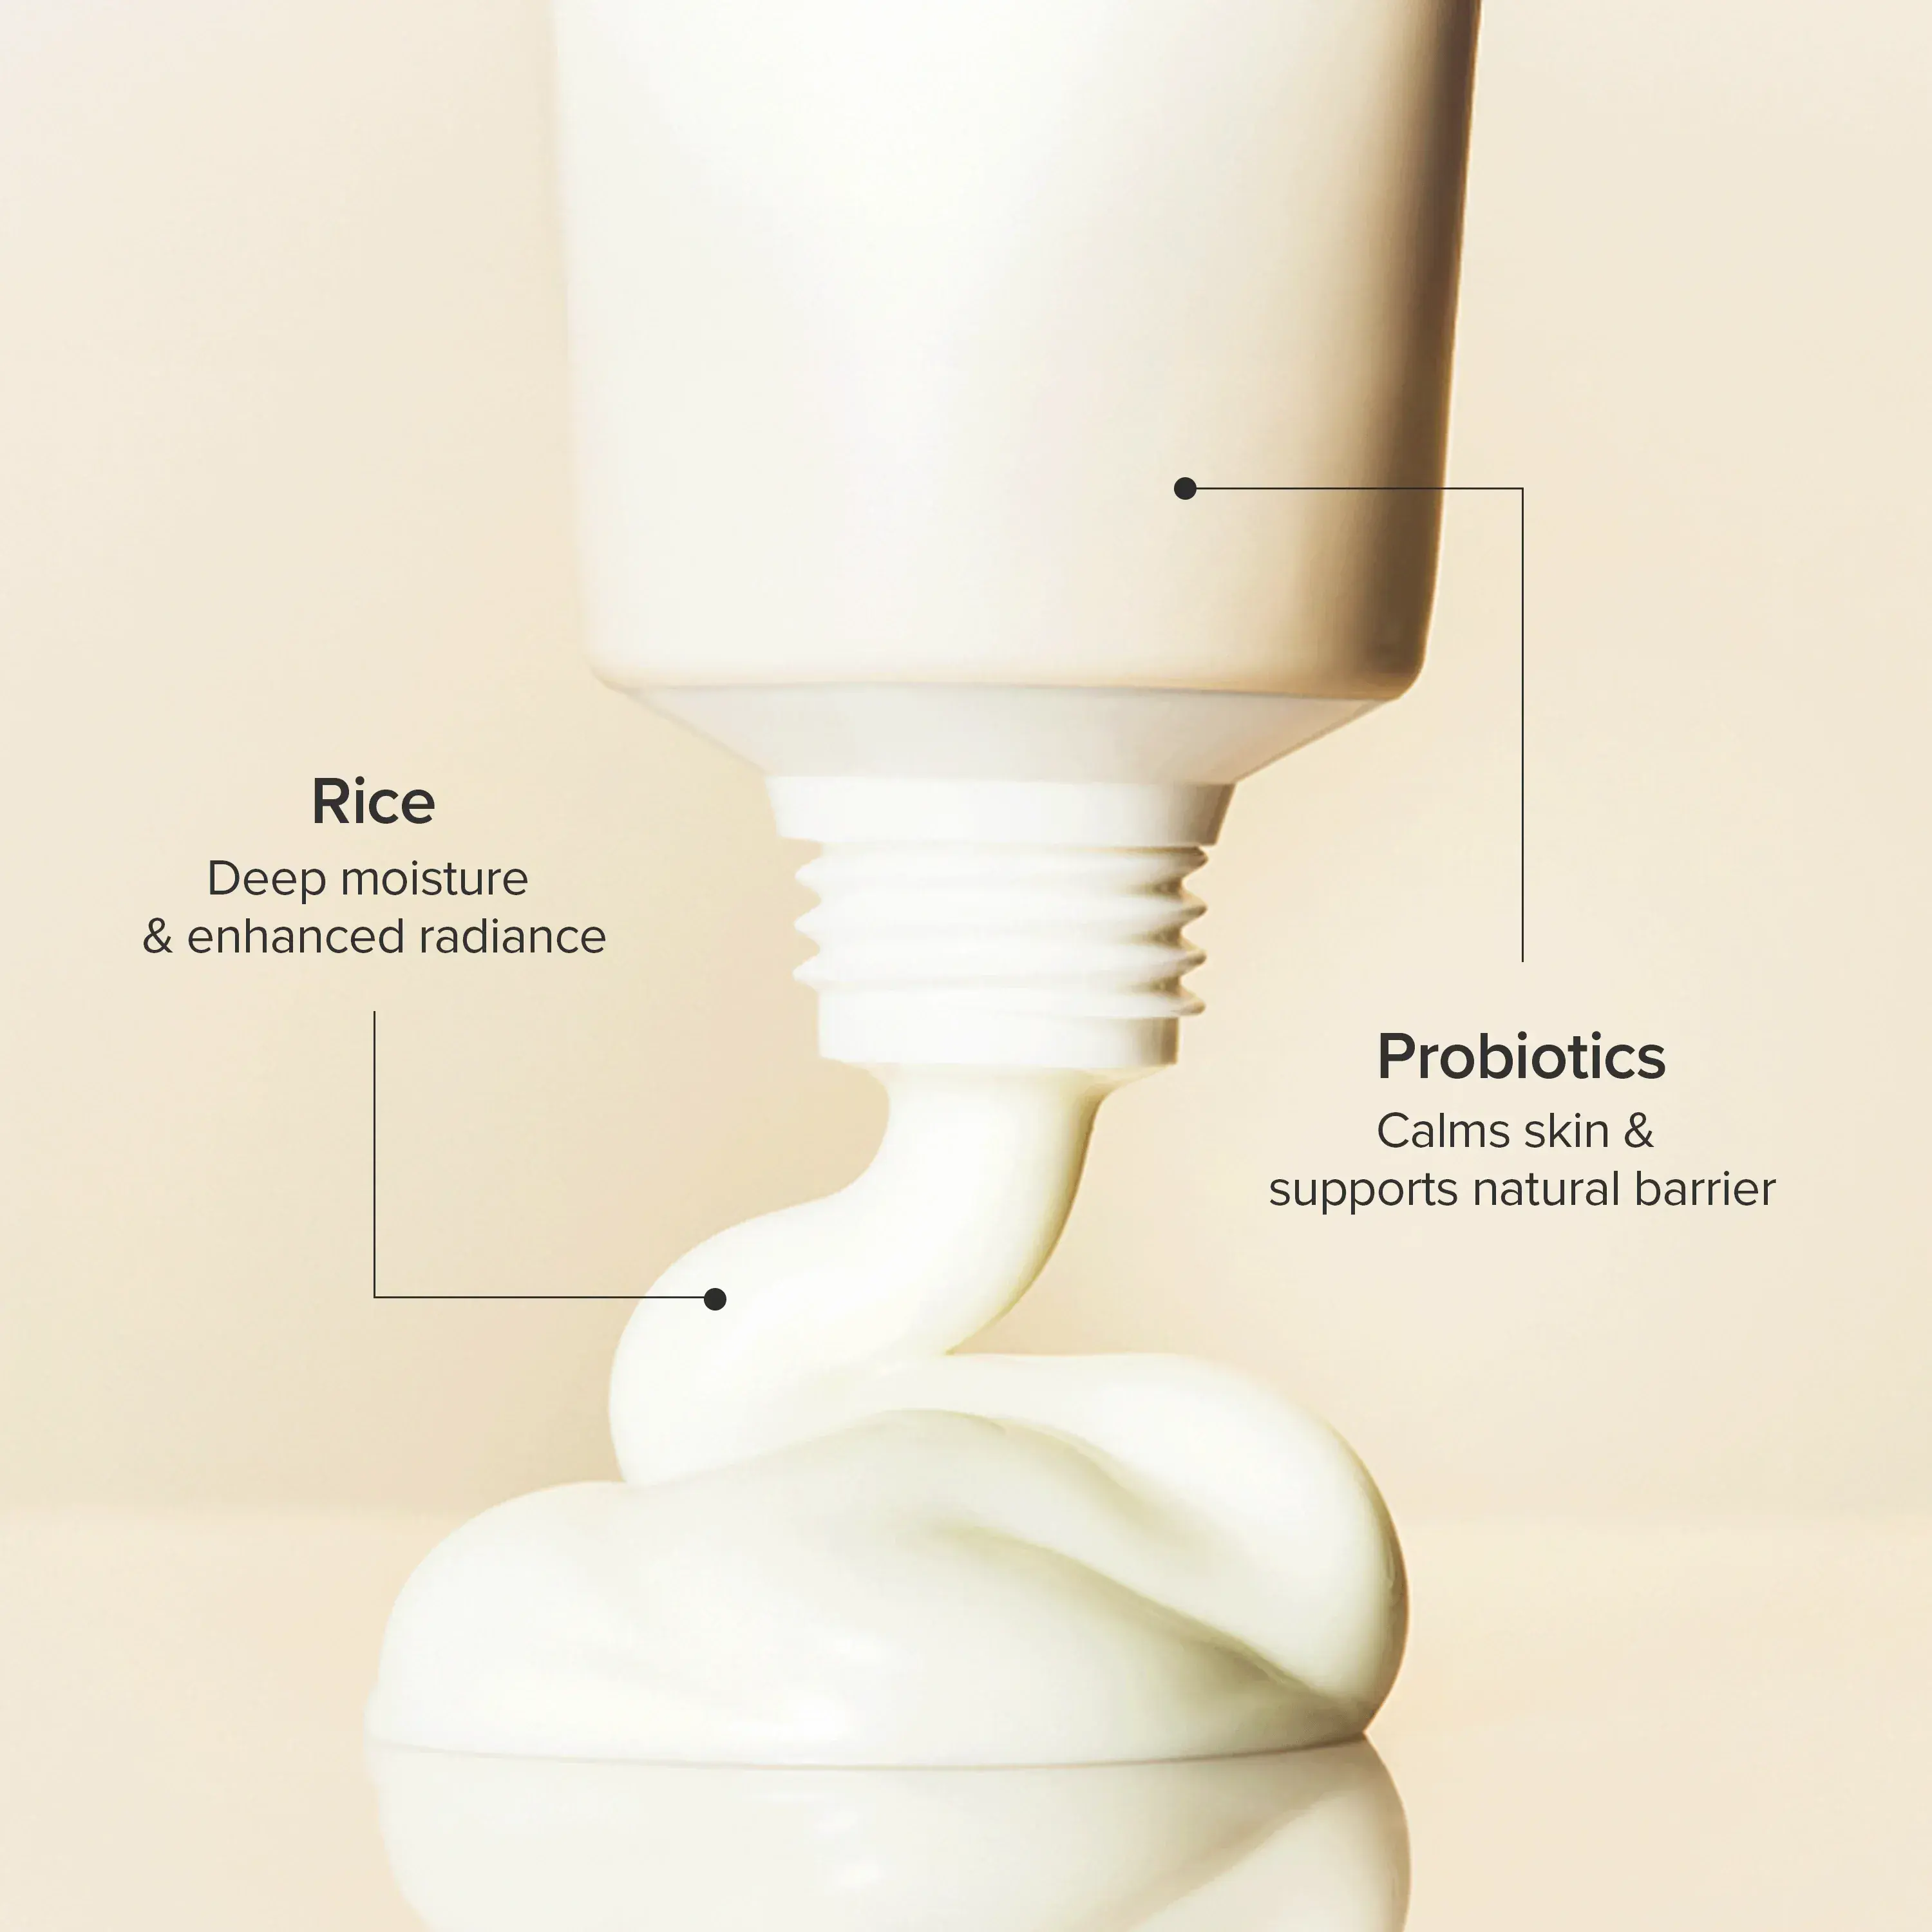 Rice
Deep moisture
& enhanced radiance
Probiotics
Calms skin &
supports natural barrier